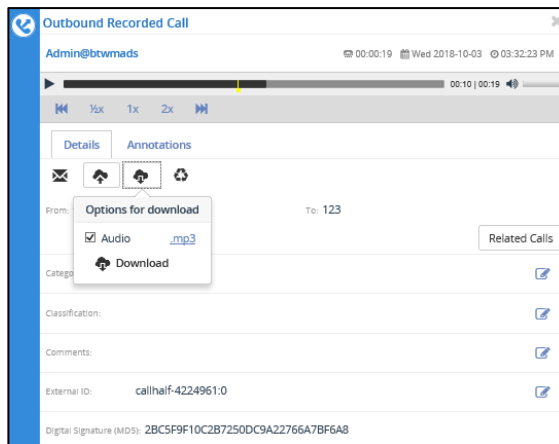 Outbound Recorded Call
Admin@btwmads 00:00:19 Wed 2018-10-03 03:32:23 PM
00:10 | 00:19
½x 1x 2x
Details Annotations
From: To: 123
Options for download
Audio .mp3
Download
Related Calls
Catego
Classification:
Comments:
External ID: callhalf-4224961:0
Digital Signature (MD5): 2BC5F9F10C2B7250DC9A22766A7BF6A8